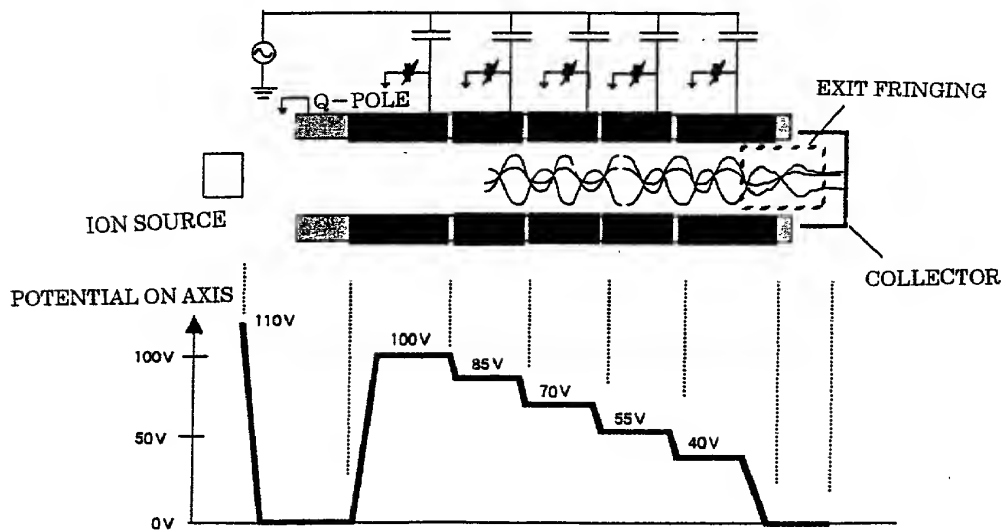 Q-POLE
EXIT FRINGING
ION SOURCE
COLLECTOR
POTENTIAL ON AXIS
110V
100V
100V
85V
70V
55V
50V
40V
0V